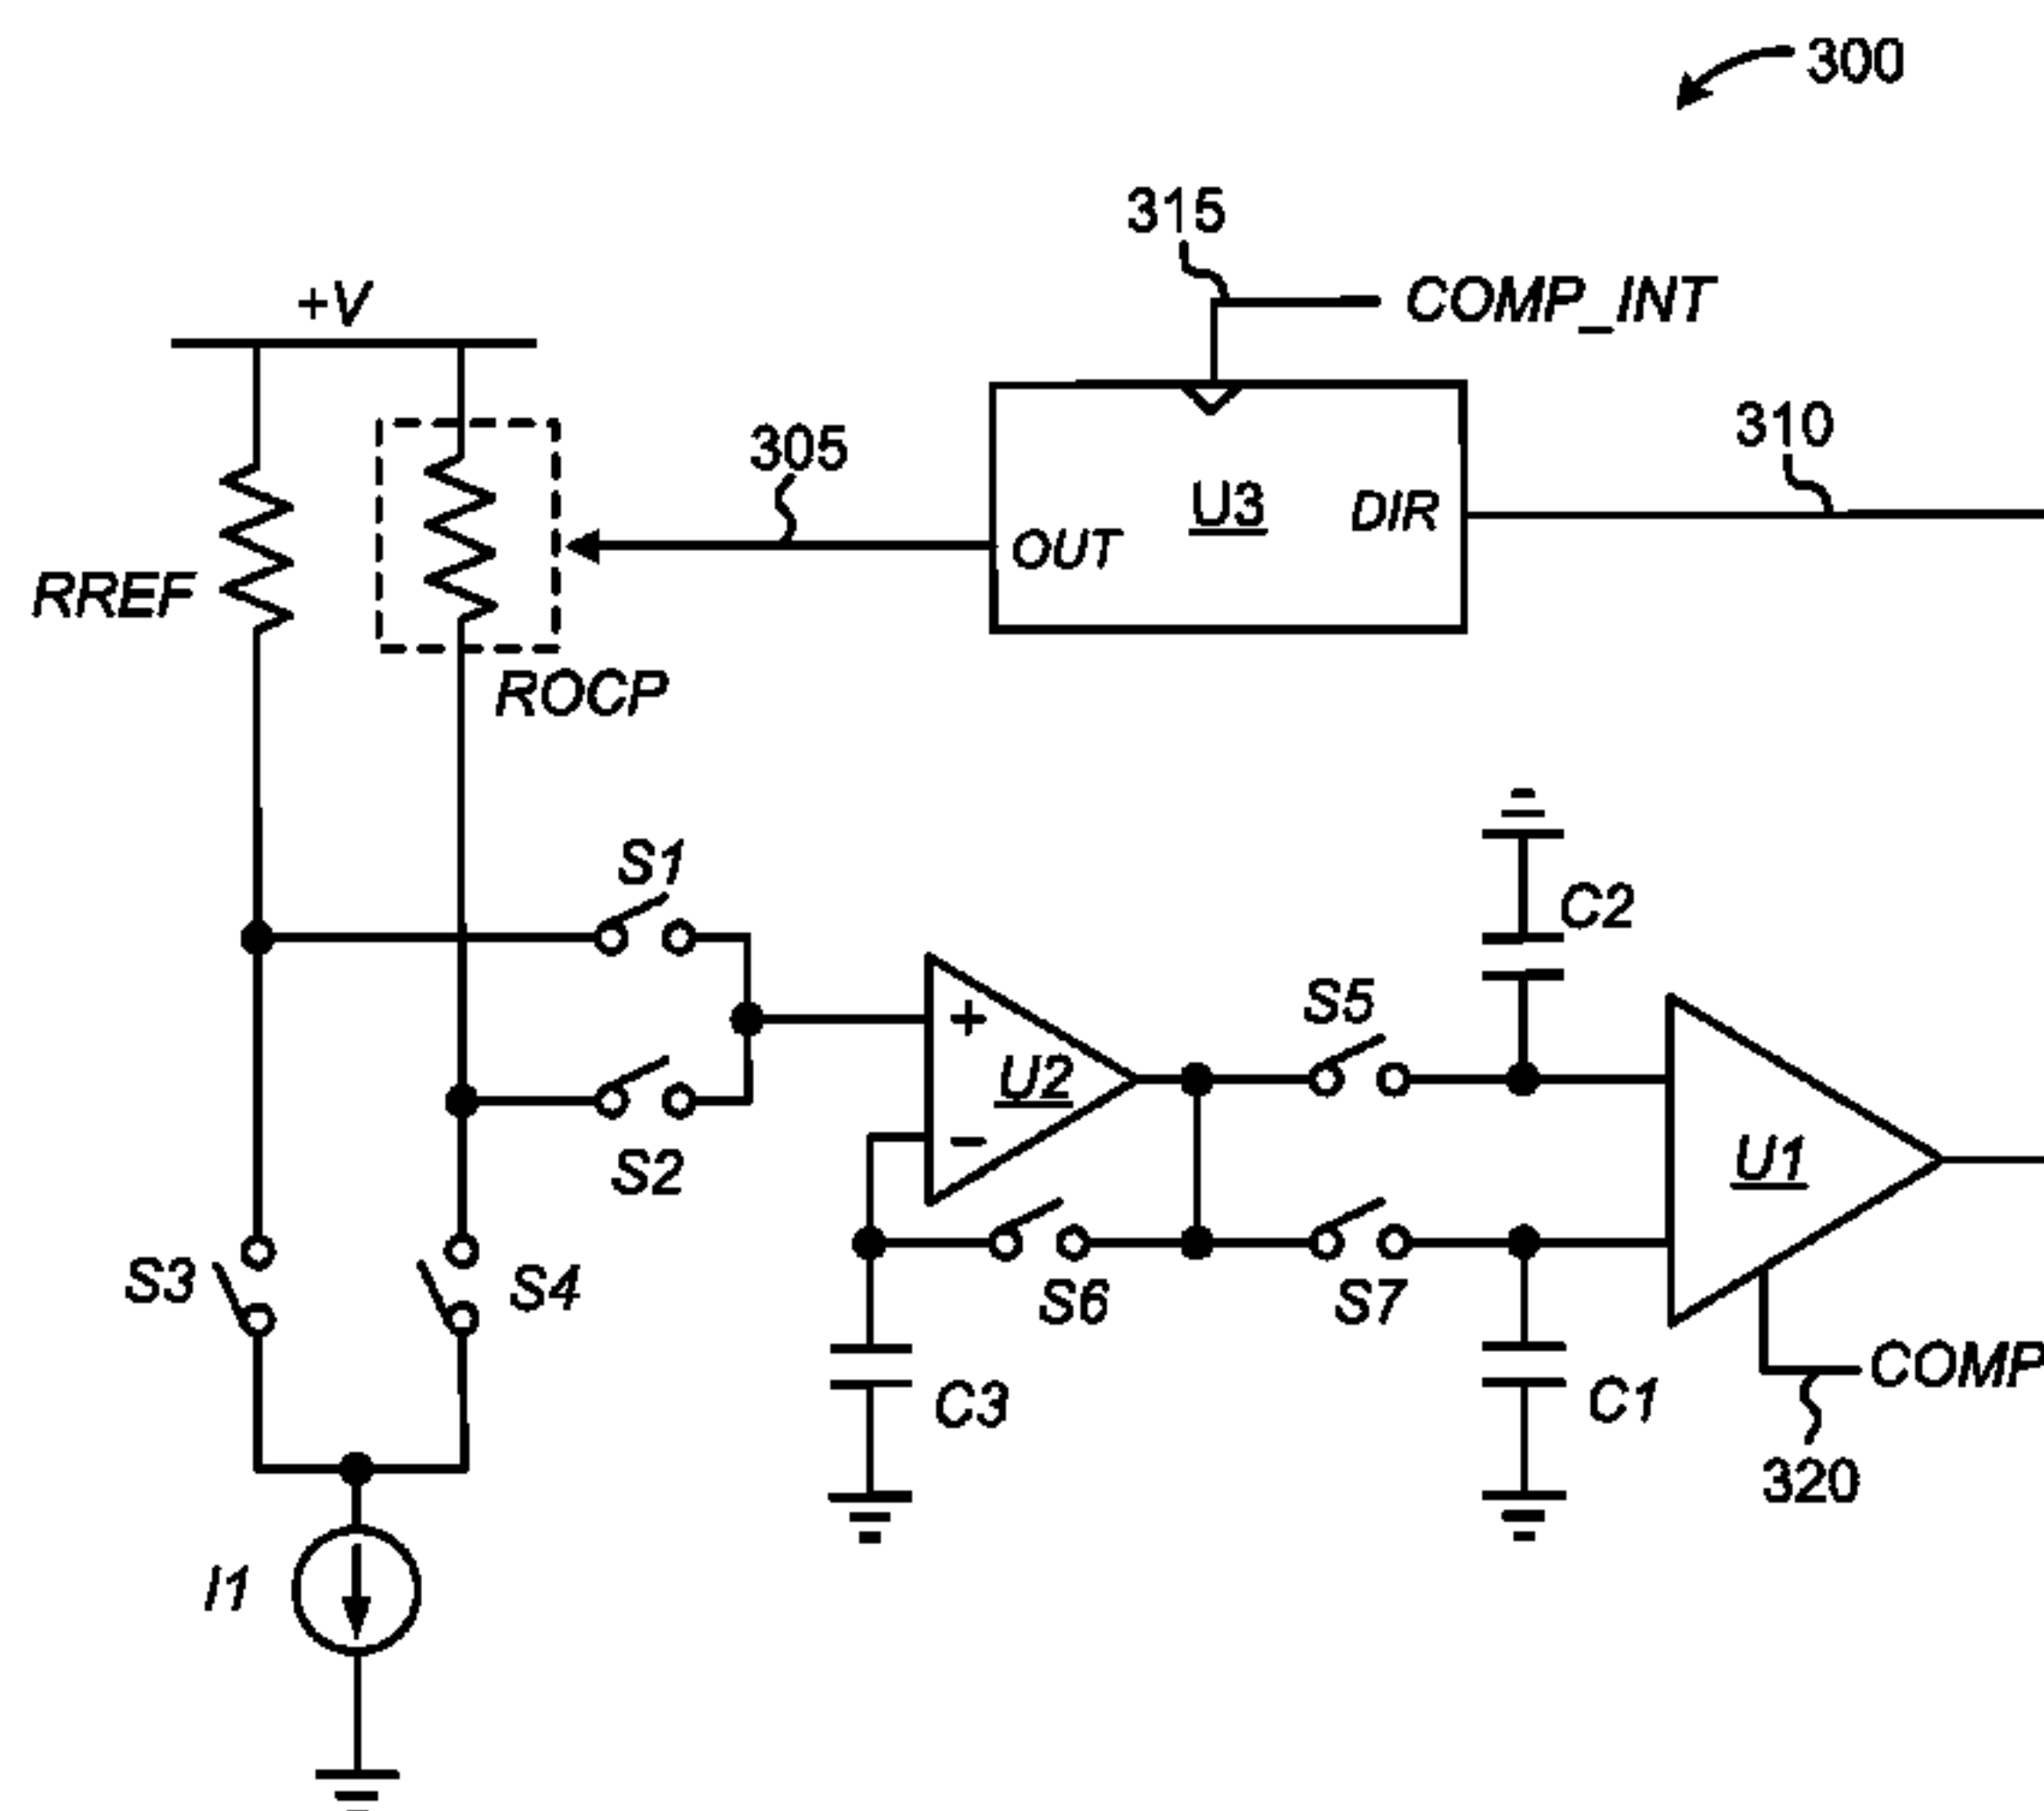 300
315
COMP_INT
+V
310
305
U3
DIR
OUT
RREF
ROCP
S1
C2
S5
+
U2
U1
−
S2
S3
S4
S6
S7
COMP
C3
C1
320
I1